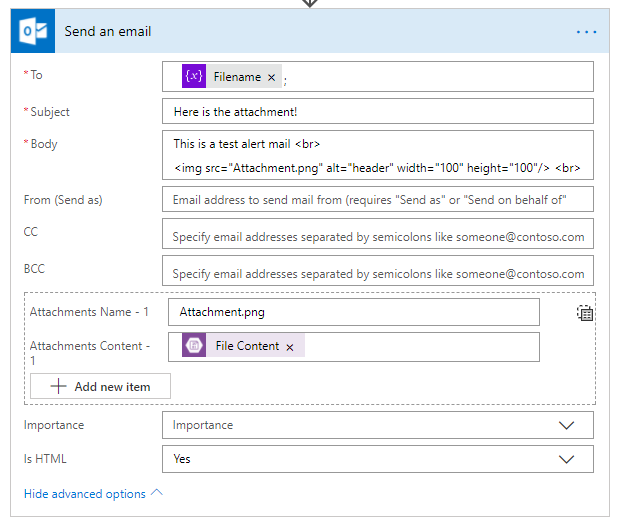 Send an email
* To
{x} Filename × ;
* Subject
Here is the attachment!
* Body
This is a test alert mail <br>
<img src="Attachment.png" alt="header" width="100" height="100"/> <br>
From (Send as)
Email address to send mail from (requires "Send as" or "Send on behalf of"
CC
Specify email addresses separated by semicolons like someone@contoso.com
BCC
Specify email addresses separated by semicolons like someone@contoso.com
Attachments Name - 1
Attachment.png
Attachments Content -
1
File Content ×
Add new item
Importance
Importance
Is HTML
Yes
Hide advanced options